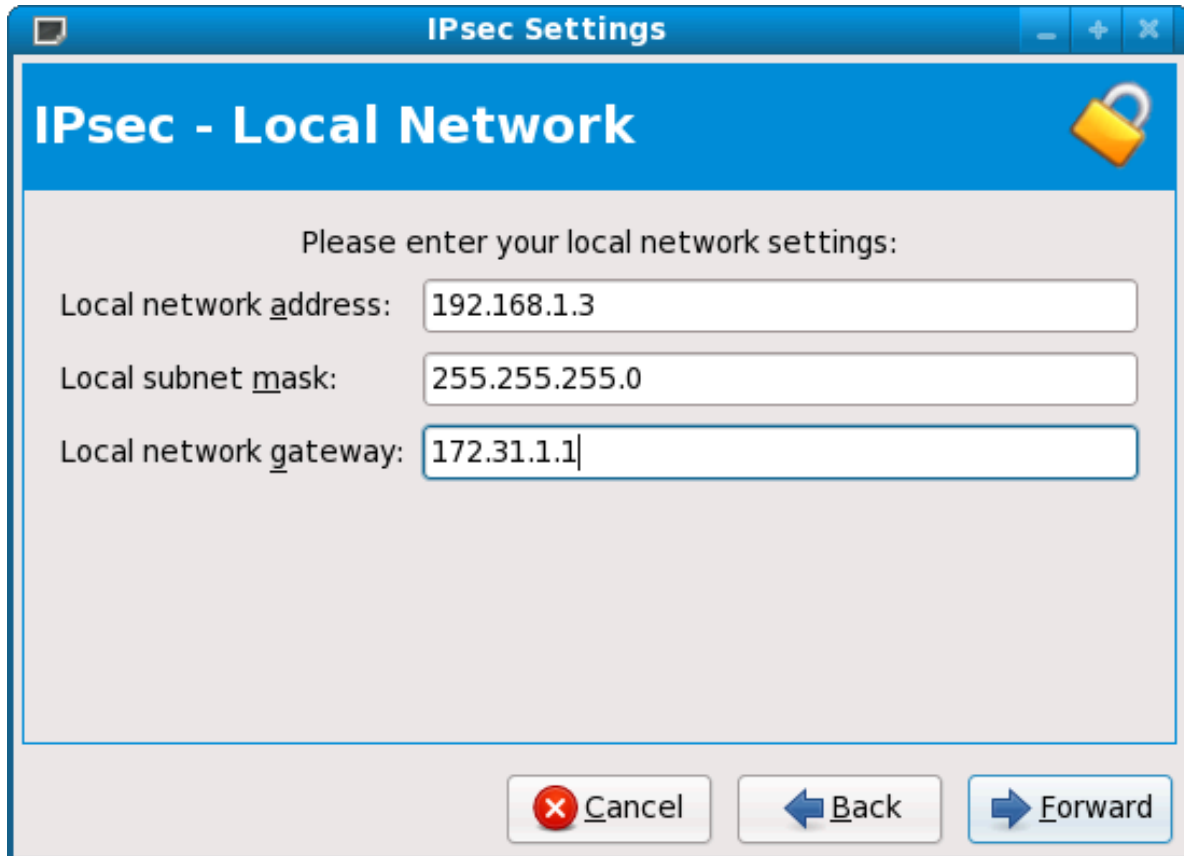 IPsec Settings
IPsec - Local Network
Please enter your local network settings:
Local network address: 192.168.1.3
Local subnet mask: 255.255.255.0
Local network gateway: 172.31.1.1
Cancel Back Forward